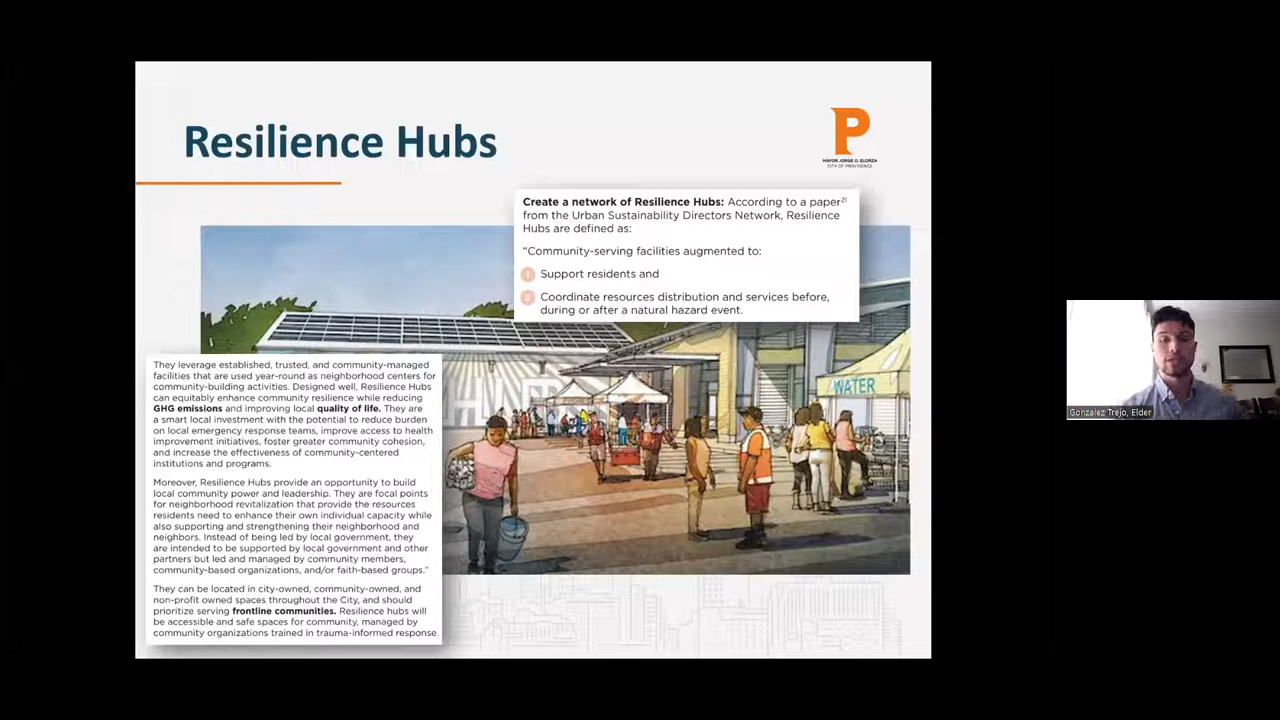 Resilience Hubs
P
MAYOR JORGE O. ELORZA
CITY OF PROVIDENCE
Create a network of Resilience Hubs: According to a paper21
from the Urban Sustainability Directors Network, Resilience
Hubs are defined as:
“Community-serving facilities augmented to:
1 Support residents and
2 Coordinate resources distribution and services before,
during or after a natural hazard event.
WATER
They leverage established, trusted, and community-managed
facilities that are used year-round as neighborhood centers for
community-building activities. Designed well, Resilience Hubs
can equitably enhance community resilience while reducing
GHG emissions and improving local quality of life. They are
a smart local investment with the potential to reduce burden
on local emergency response teams, improve access to health
improvement initiatives, foster greater community cohesion,
and increase the effectiveness of community-centered
institutions and programs.
Moreover, Resilience Hubs provide an opportunity to build
local community power and leadership. They are focal points
for neighborhood revitalization that provide the resources
residents need to enhance their own individual capacity while
also supporting and strengthening their neighborhood and
neighbors. Instead of being led by local government, they
are intended to be supported by local government and other
partners but led and managed by community members,
community-based organizations, and/or faith-based groups.”
They can be located in city-owned, community-owned, and
non-profit owned spaces throughout the City, and should
prioritize serving frontline communities. Resilience hubs will
be accessible and safe spaces for community, managed by
community organizations trained in trauma-informed response.
Gonzalez Trejo, Elder